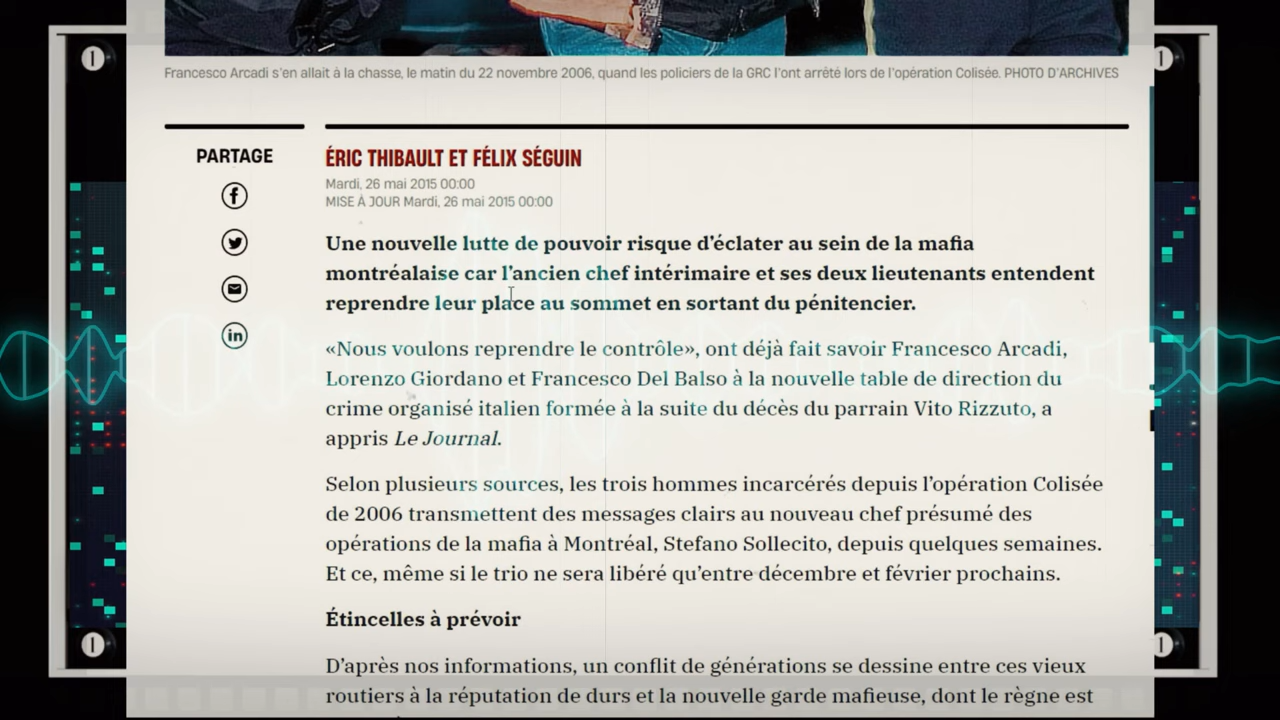 Francesco Arcadi s'en allait à la chasse, le matin du 22 novembre 2006, quand les policiers de la GRC l'ont arrêté lors de l'opération Colisée. PHOTO D'ARCHIVES
PARTAGE
ÉRIC THIBAULT ET FÉLIX SÉGUIN
Mardi, 26 mai 2015 00:00
MISE À JOUR Mardi, 26 mai 2015 00:00
Une nouvelle lutte de pouvoir risque d'éclater au sein de la mafia
montréalaise car l'ancien chef intérimaire et ses deux lieutenants entendent
reprendre leur place au sommet en sortant du pénitencier.
«Nous voulons reprendre le contrôle», ont déjà fait savoir Francesco Arcadi,
Lorenzo Giordano et Francesco Del Balso à la nouvelle table de direction du
crime organisé italien formée à la suite du décès du parrain Vito Rizzuto, a
appris Le Journal.
Selon plusieurs sources, les trois hommes incarcérés depuis l'opération Colisée
de 2006 transmettent des messages clairs au nouveau chef présumé des
opérations de la mafia à Montréal, Stefano Sollecito, depuis quelques semaines.
Et ce, même si le trio ne sera libéré qu'entre décembre et février prochains.
Étincelles à prévoir
D'après nos informations, un conflit de générations se dessine entre ces vieux
routiers à la réputation de durs et la nouvelle garde mafieuse, dont le règne est